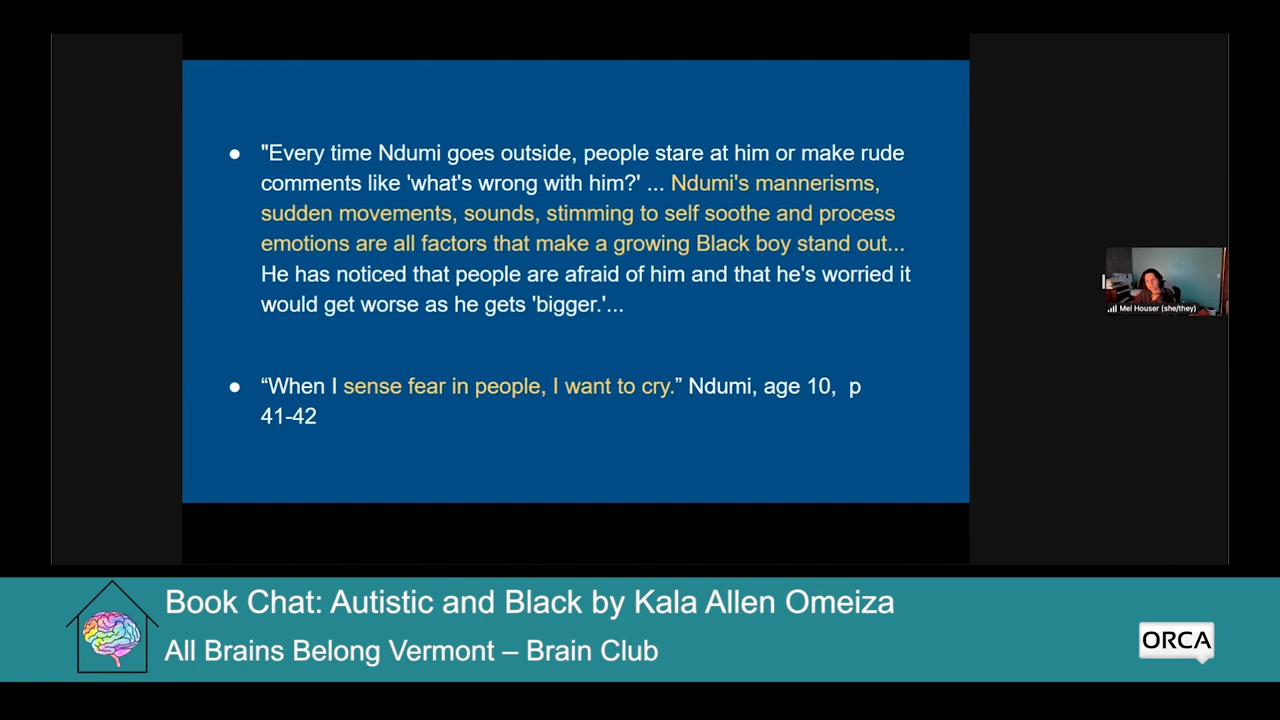 ● "Every time Ndumi goes outside, people stare at him or make rude
comments like 'what's wrong with him?' ... Ndumi's mannerisms,
sudden movements, sounds, stimming to self soothe and process
emotions are all factors that make a growing Black boy stand out...
He has noticed that people are afraid of him and that he's worried it
would get worse as he gets 'bigger.'...
● “When I sense fear in people, I want to cry.” Ndumi, age 10, p
41-42
Mel Houser (she/they)
Book Chat: Autistic and Black by Kala Allen Omeiza
All Brains Belong Vermont – Brain Club
ORCA